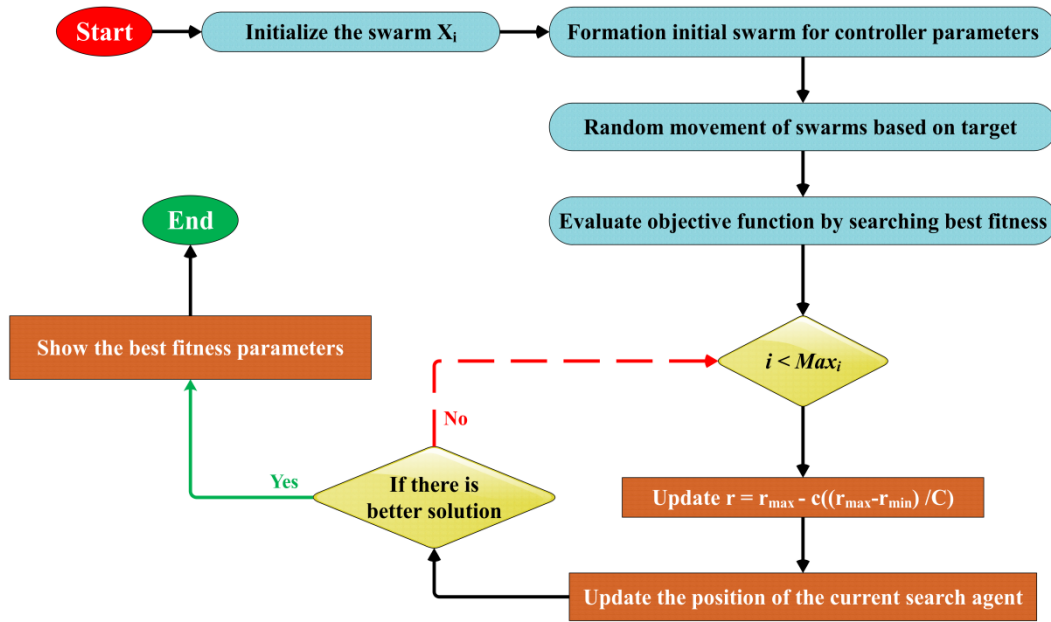 Start
Initialize the swarm Xᵢ
Formation initial swarm for controller parameters
Random movement of swarms based on target
Evaluate objective function by searching best fitness
End
Show the best fitness parameters
i < Maxᵢ
No
Yes
If there is
better solution
Update r = rₘₐₓ - c((rₘₐₓ-rₘᵢₙ) /C)
Update the position of the current search agent